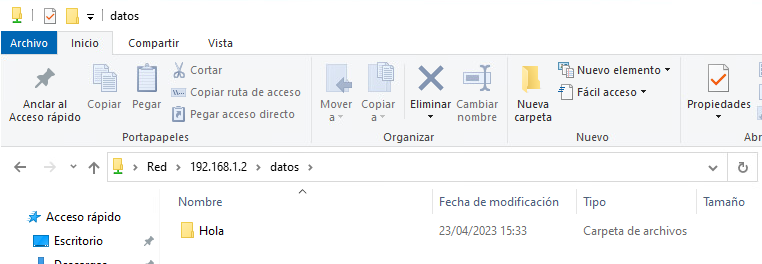 datos
Archivo Inicio Compartir Vista
Anclar al Acceso rápido
Copiar
Pegar
Cortar
Copiar ruta de acceso
Pegar acceso directo
Portapapeles
Mover a
Copiar a
Eliminar
Cambiar nombre
Organizar
Nueva carpeta
Nuevo elemento
Fácil acceso
Nuevo
Propiedades
Abr
Red > 192.168.1.2 > datos >
Nombre Fecha de modificación Tipo Tamaño
Acceso rápido
Hola 23/04/2023 15:33 Carpeta de archivos
Escritorio